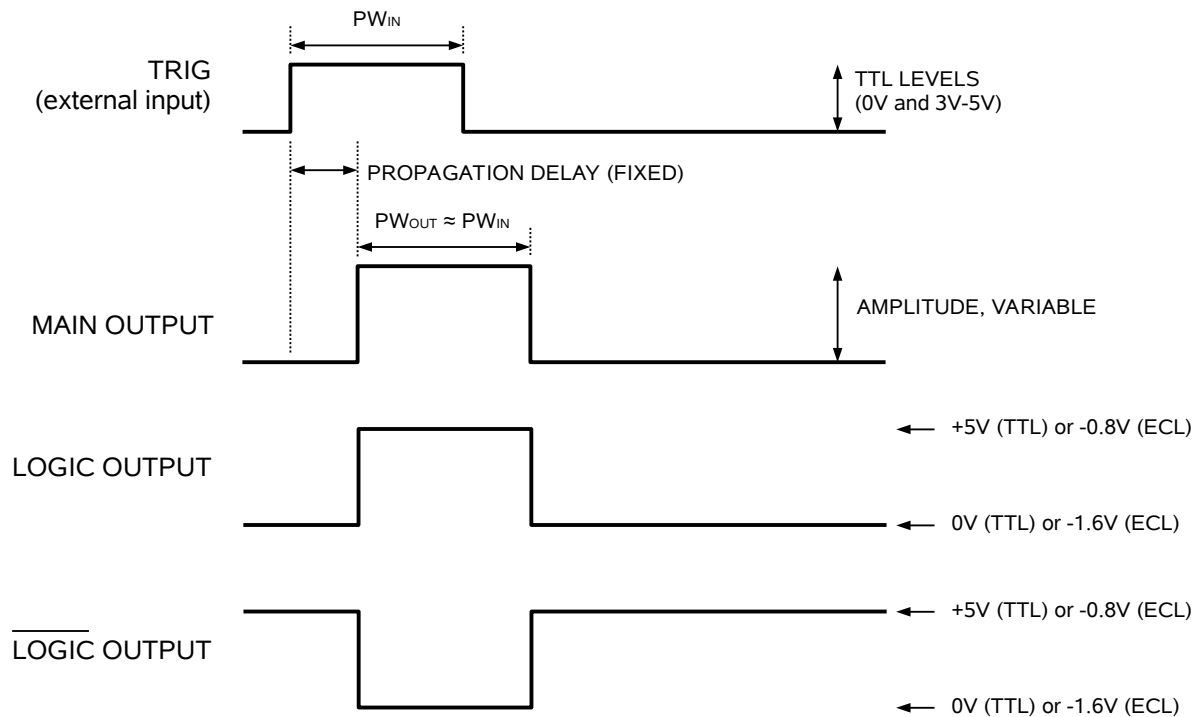 PWIN
TRIG
(external input)
TTL LEVELS
(0V and 3V-5V)
PROPAGATION DELAY (FIXED)
PWOUT ≈ PWIN
MAIN OUTPUT
AMPLITUDE, VARIABLE
+5V (TTL) or -0.8V (ECL)
LOGIC OUTPUT
0V (TTL) or -1.6V (ECL)
+5V (TTL) or -0.8V (ECL)
LOGIC OUTPUT
0V (TTL) or -1.6V (ECL)